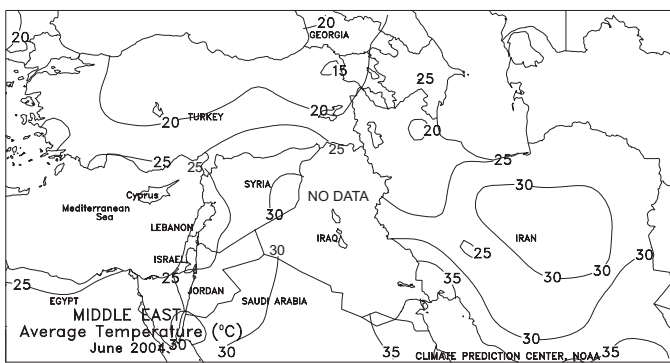 20
20
GEORGIA
15
25
20
20
TURKEY
20
25
25
25
25
30
SYRIA
NO DATA
Cyprus
Mediterranean
Sea
30
LEBANON
IRAQ
IRAN
25
ISRAEL
30
25
25
35
30
30
30
EGYPT
JORDAN
SAUDI ARABIA
MIDDLE EAST
Average Temperature (°C)
June 2004
30
30
35
30
35
CLIMATE PREDICTION CENTER, NOAA